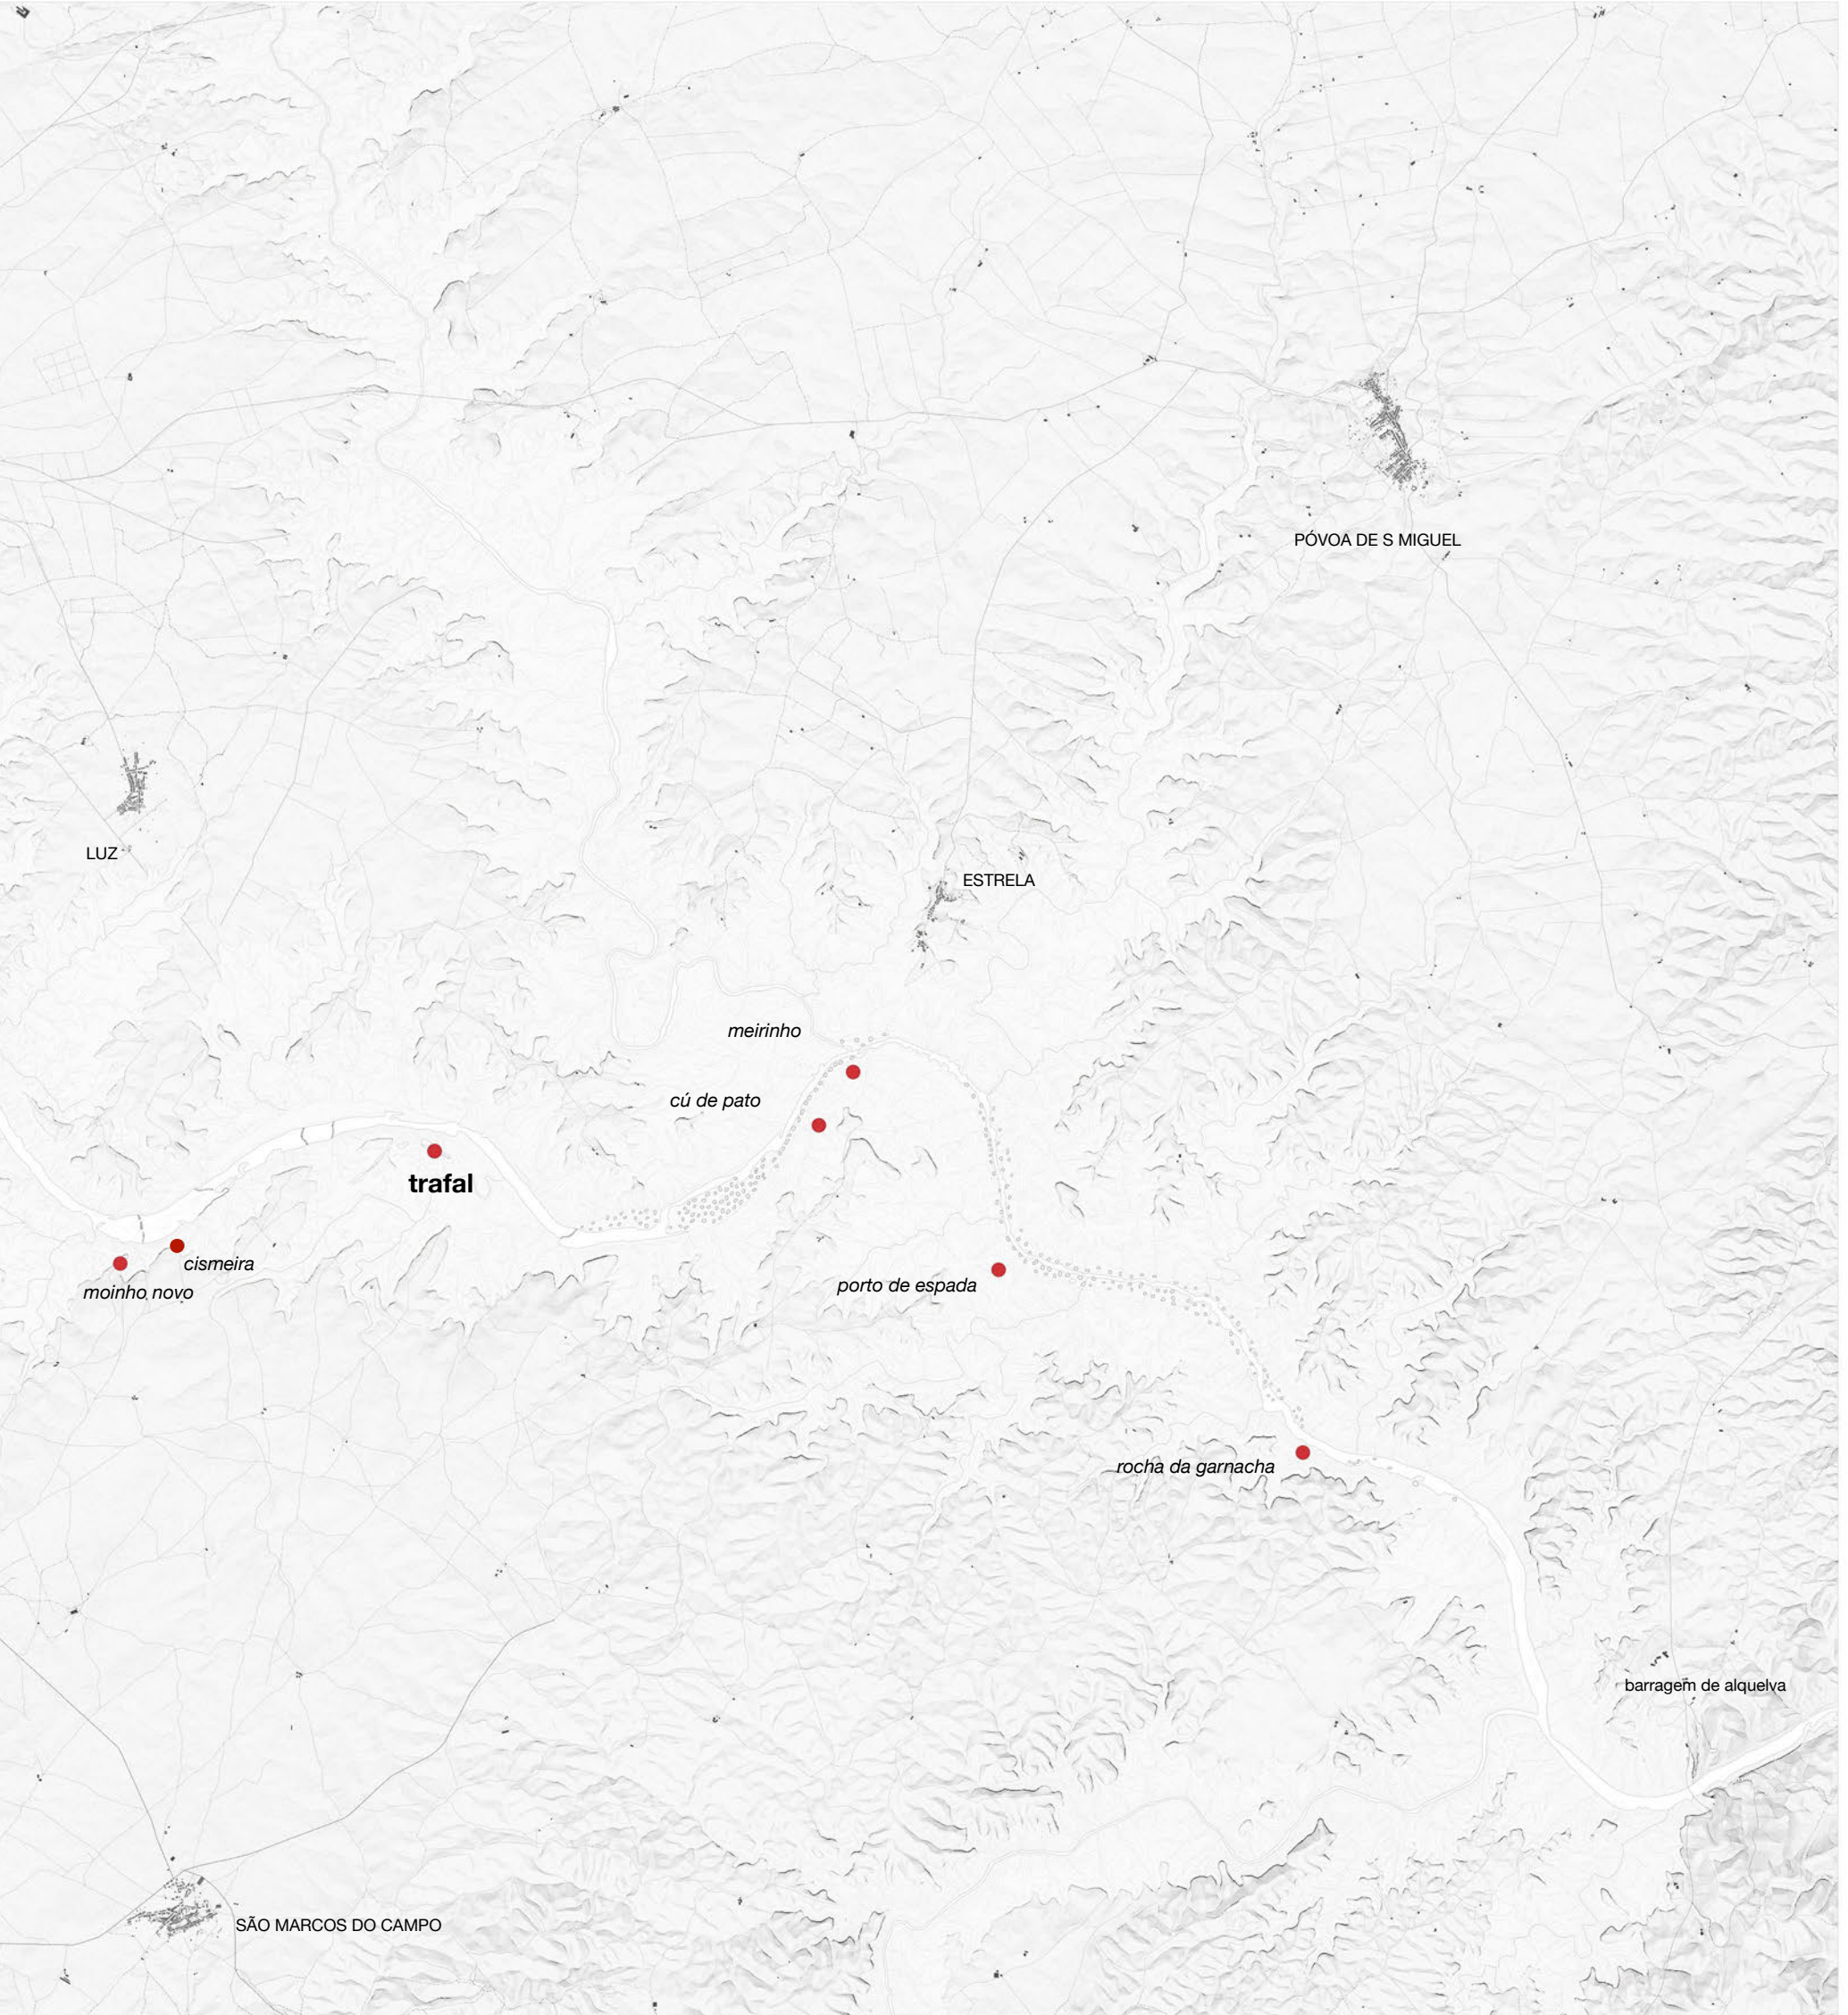 PÓVOA DE S MIGUEL
LUZ
ESTRELA
meirinho
cú de pato
trafal
cismeira
moinho novo
porto de espada
rocha da garnacha
barragem de alquelva
SÃO MARCOS DO CAMPO